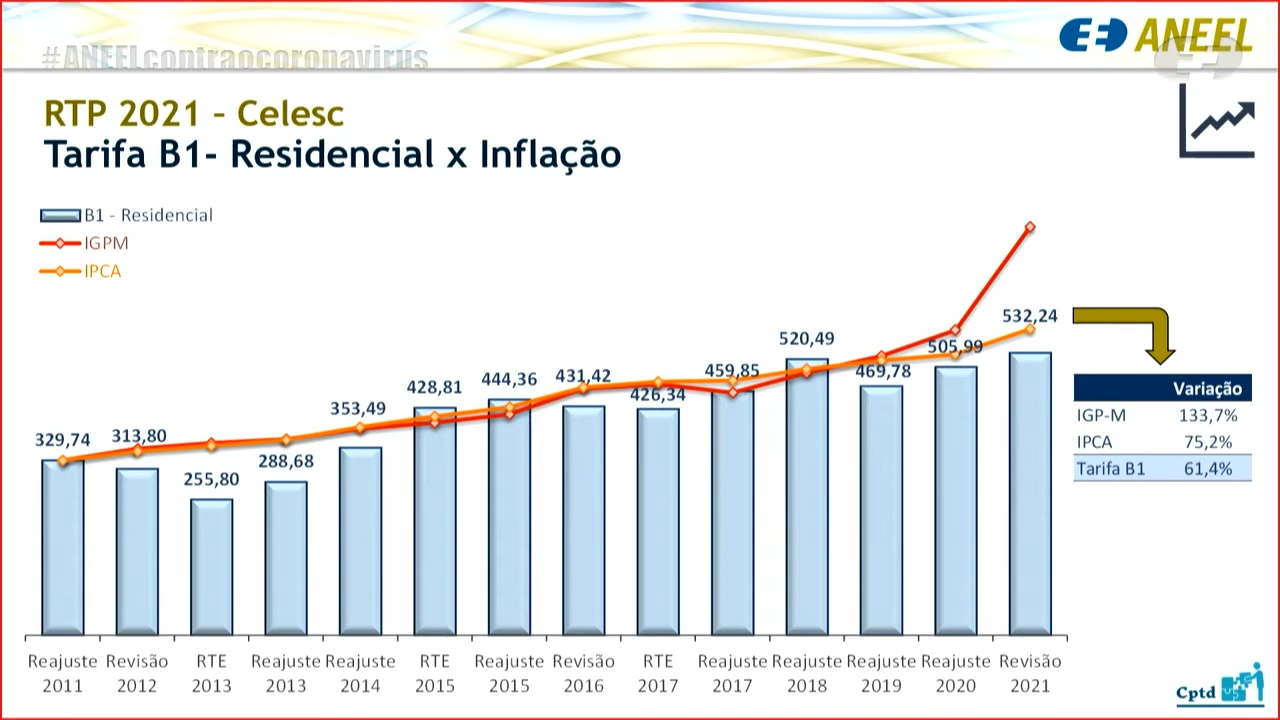 #ANEELcontraocoronavirus
ANEEL
RTP 2021 – Celesc
Tarifa B1- Residencial x Inflação
B1 - Residencial
IGPM
IPCA
329,74
313,80
255,80
288,68
353,49
428,81
444,36
431,42
426,34
459,85
520,49
469,78
505,99
532,24
Variação
IGP-M 133,7%
IPCA 75,2%
Tarifa B1 61,4%
Reajuste 2011
Revisão 2012
RTE 2013
Reajuste 2013
Reajuste 2014
RTE 2015
Reajuste 2015
Revisão 2016
RTE 2017
Reajuste 2017
Reajuste 2018
Reajuste 2019
Reajuste 2020
Revisão 2021
Cptd